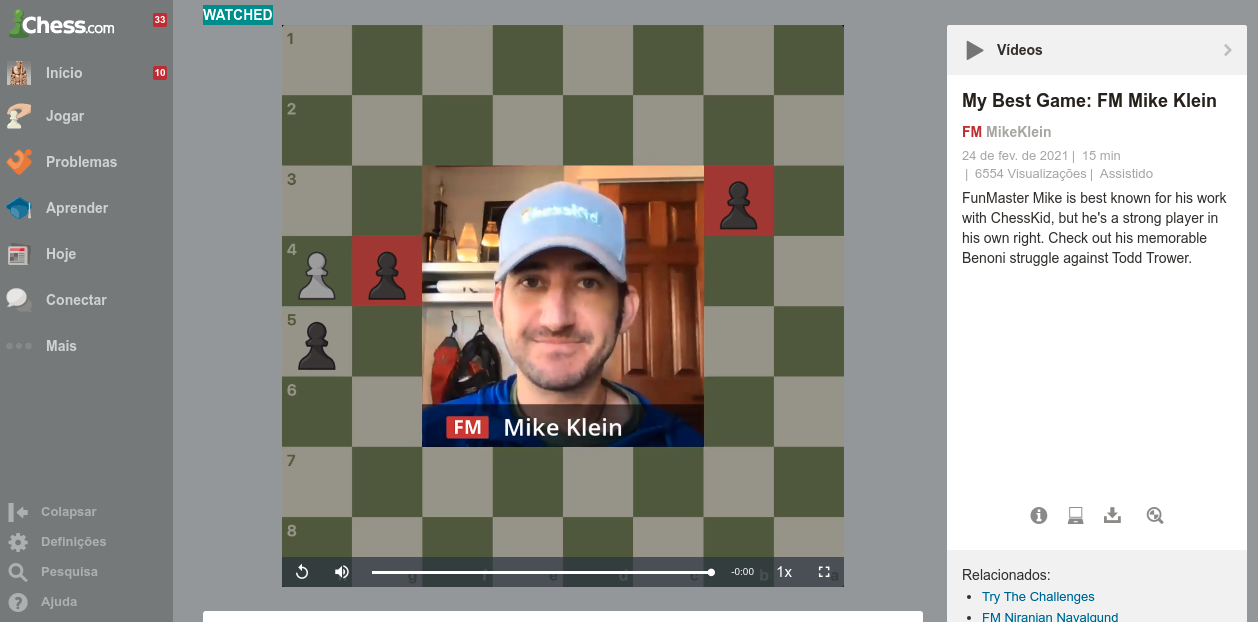 Chess.com
33
Início
10
Jogar
Problemas
Aprender
Hoje
Conectar
Mais
Colapsar
Definições
Pesquisa
Ajuda
WATCHED
1
2
3
4
5
6
7
8
FM Mike Klein
g f e d c b a
-0:00
1x
Vídeos
My Best Game: FM Mike Klein
FM MikeKlein
24 de fev. de 2021 | 15 min
| 6554 Visualizações | Assistido
FunMaster Mike is best known for his work
with ChessKid, but he's a strong player in
his own right. Check out his memorable
Benoni struggle against Todd Trower.
Relacionados:
• Try The Challenges
• FM Niranjan Navalgund